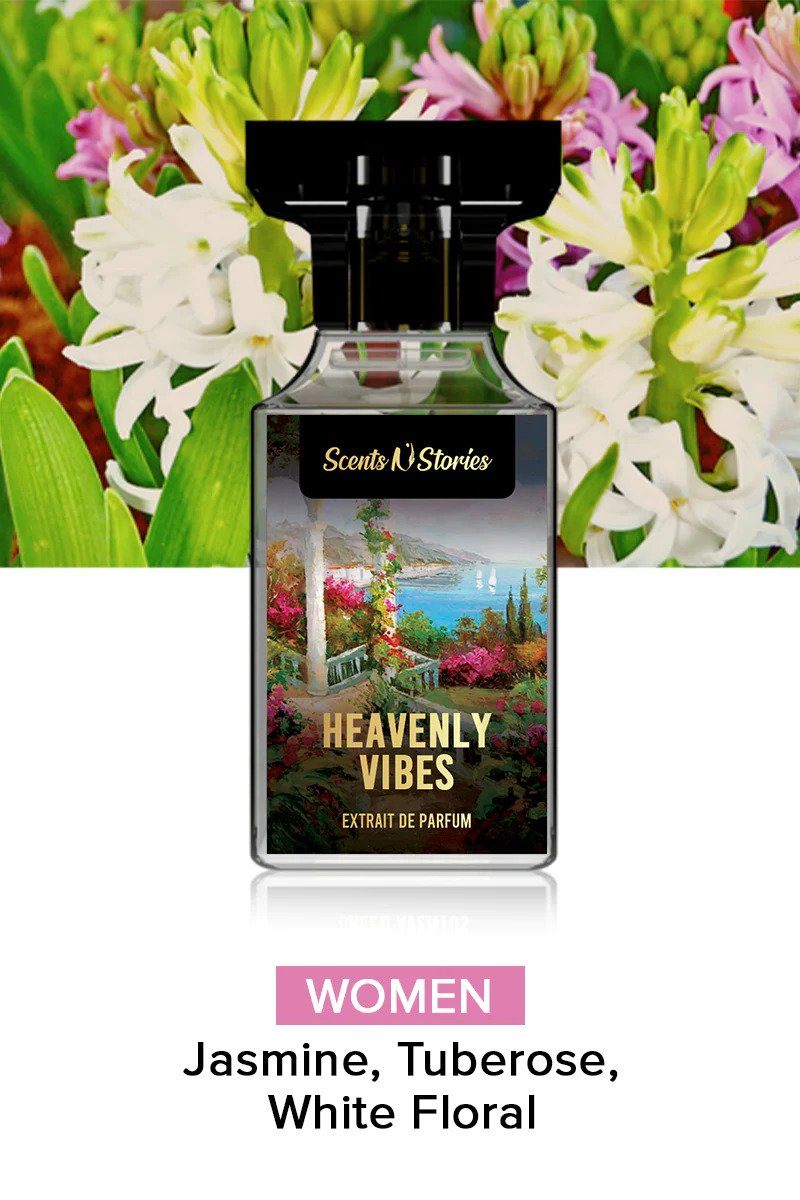 Scents N Stories
HEAVENLY
VIBES
EXTRAIT DE PARFUM
WOMEN
Jasmine, Tuberose,
White Floral